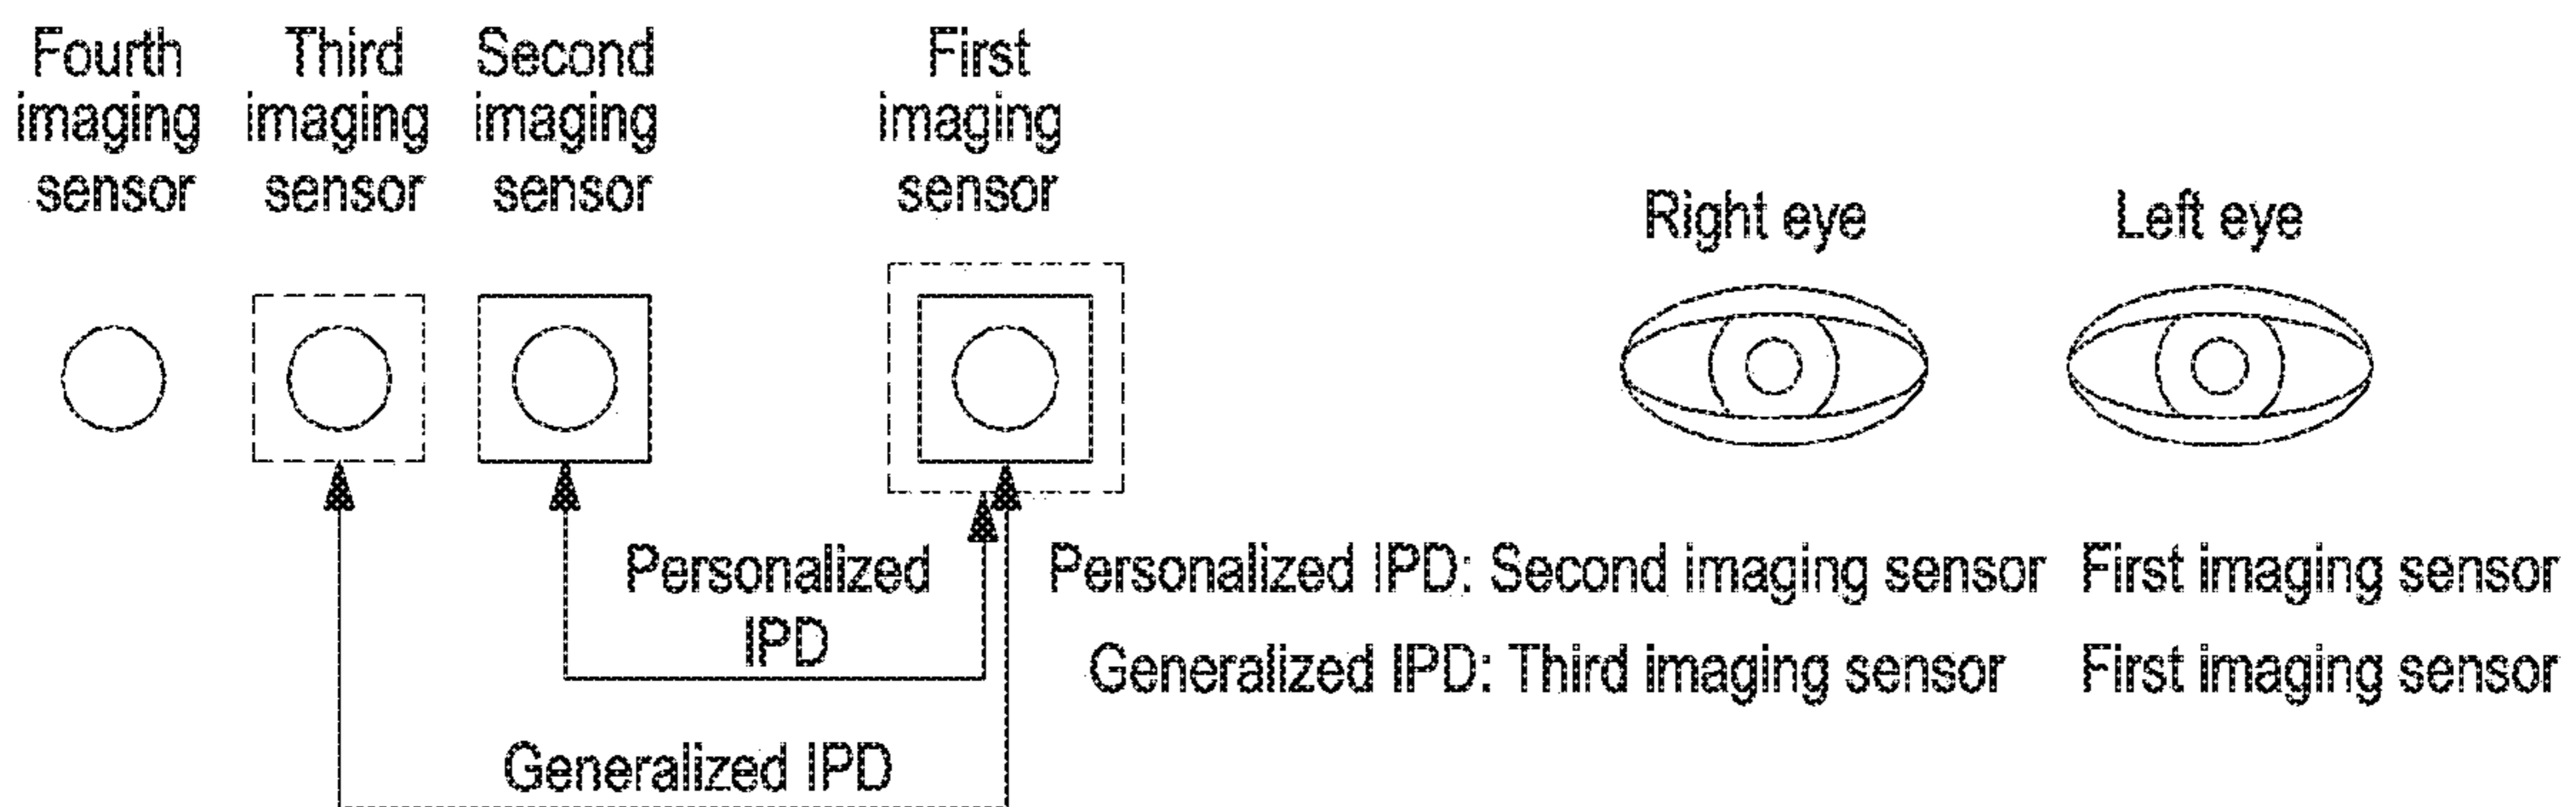 Fourth
imaging
sensor
Third
imaging
sensor
Second
imaging
sensor
First
imaging
sensor
Right eye
Left eye
Personalized
IPD
Generalized IPD
Personalized IPD: Second imaging sensor First imaging sensor
Generalized IPD: Third imaging sensor First imaging sensor